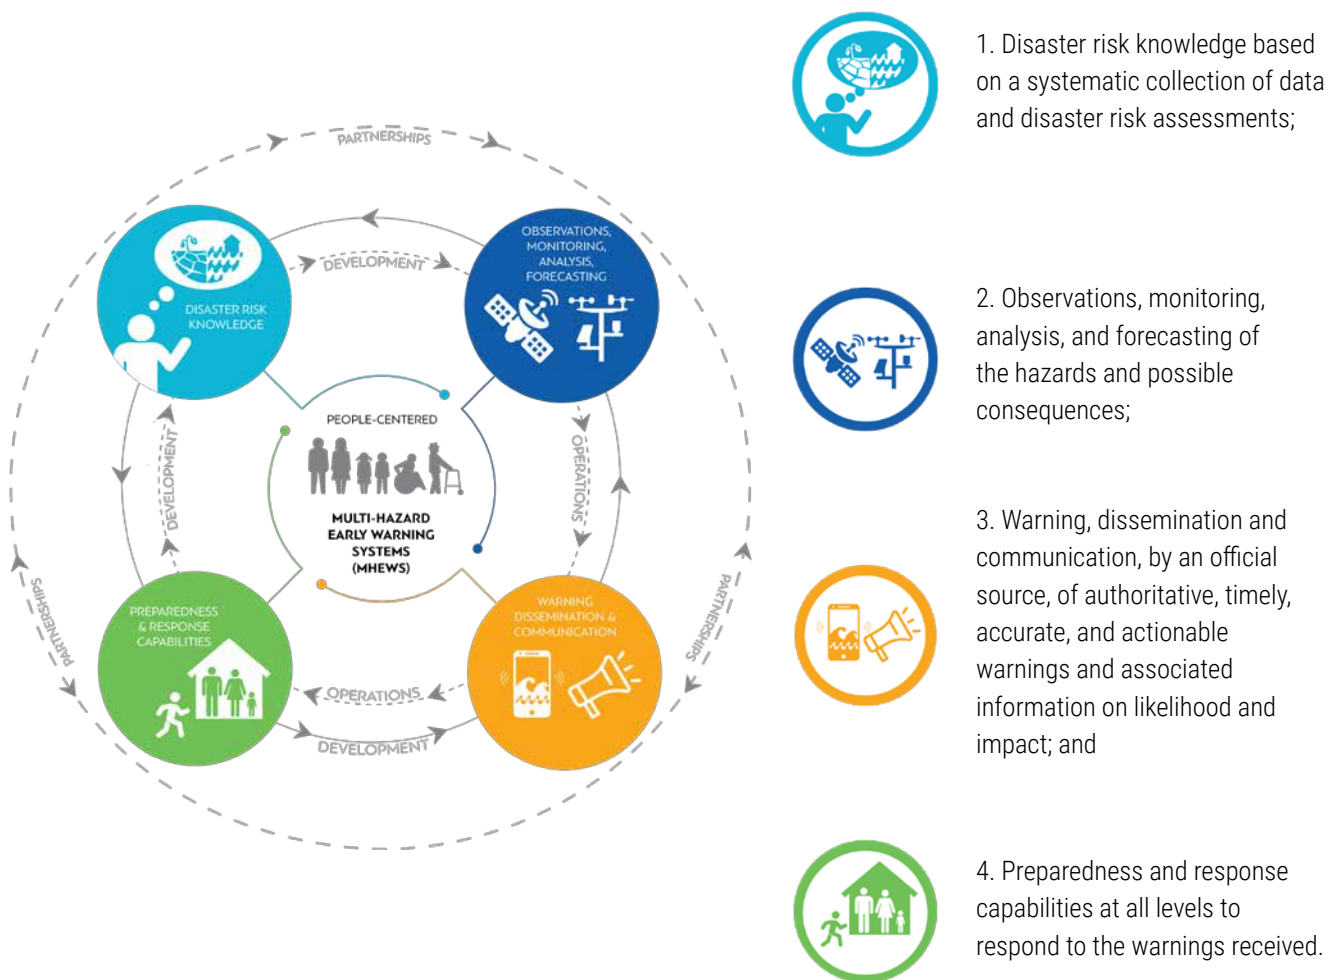 PARTNERSHIPS
DISASTER RISK
KNOWLEDGE
DEVELOPMENT
OBSERVATIONS,
MONITORING,
ANALYSIS,
FORECASTING
DEVELOPMENT
PEOPLE-CENTERED
MULTI-HAZARD
EARLY WARNING
SYSTEMS
(MHEWS)
OPERATIONS
PARTNERSHIPS
PREPAREDNESS
& RESPONSE
CAPABILITIES
OPERATIONS
DEVELOPMENT
WARNING
DISSEMINATION &
COMMUNICATION
PARTNERSHIPS
1. Disaster risk knowledge based
on a systematic collection of data
and disaster risk assessments;
2. Observations, monitoring,
analysis, and forecasting of
the hazards and possible
consequences;
3. Warning, dissemination and
communication, by an official
source, of authoritative, timely,
accurate, and actionable
warnings and associated
information on likelihood and
impact; and
4. Preparedness and response
capabilities at all levels to
respond to the warnings received.